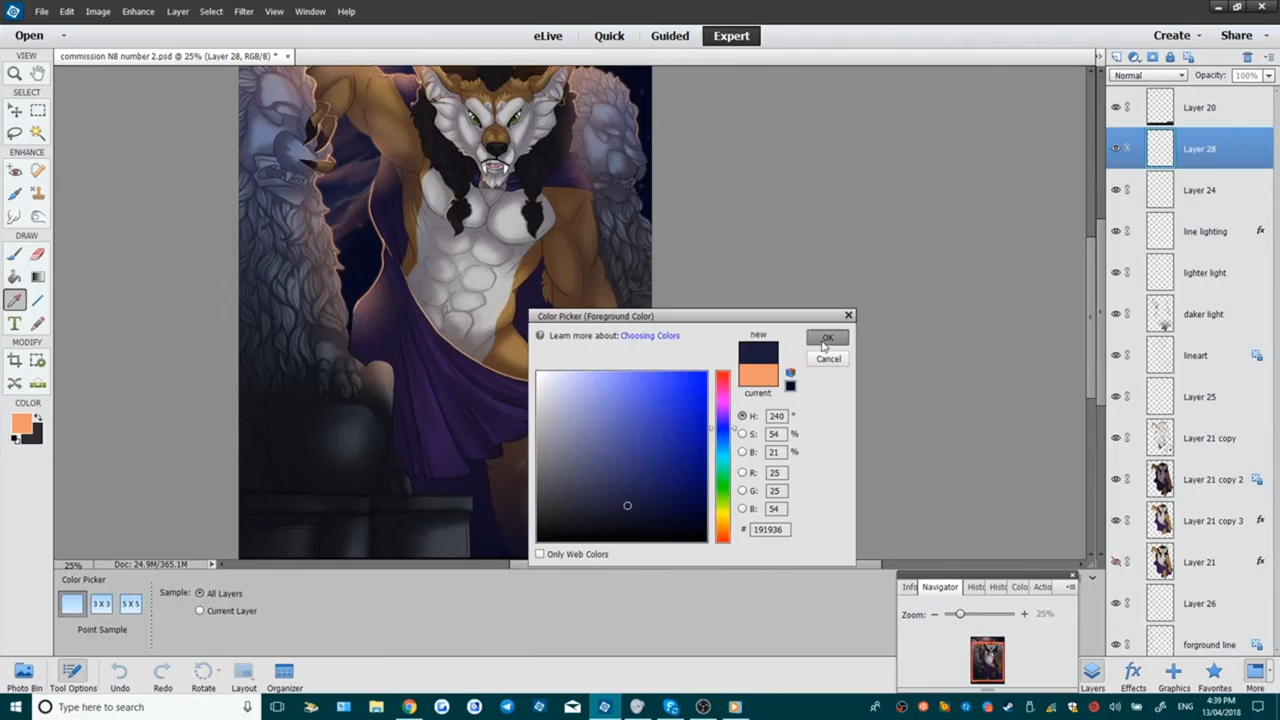 File Edit Image Enhance Layer Select Filter View Window Help
Open eLive Quick Guided Expert Create Share
VIEW
commission N8 number 2.psd @ 25% (Layer 28, RGB/8) * ×
Normal Opacity: 100%
SELECT
ENHANCE
DRAW
MODIFY
COLOR
Layer 20
Layer 28
Layer 24
line lighting fx
lighter light
daker light
lineart
Layer 25
Layer 21 copy
Layer 21 copy 2
Layer 21 copy 3
Layer 21 fx
Layer 26
forground line
Color Picker (Foreground Color)
Learn more about: Choosing Colors
new
OK
Cancel
current
H: 240 °
S: 54 %
B: 21 %
R: 25
G: 25
B: 54
# 191936
Only Web Colors
25% Doc: 24.9M/365.1M
Color Picker
3 X 3 5 X 5
Point Sample
Sample: All Layers
Current Layer
Info Navigator Histo Histo Colo Actio
Zoom: 25%
Photo Bin Tool Options Undo Redo Rotate Layout Organizer
Layers Effects Graphics Favorites More
Type here to search
ENG
4:39 PM
13/04/2018